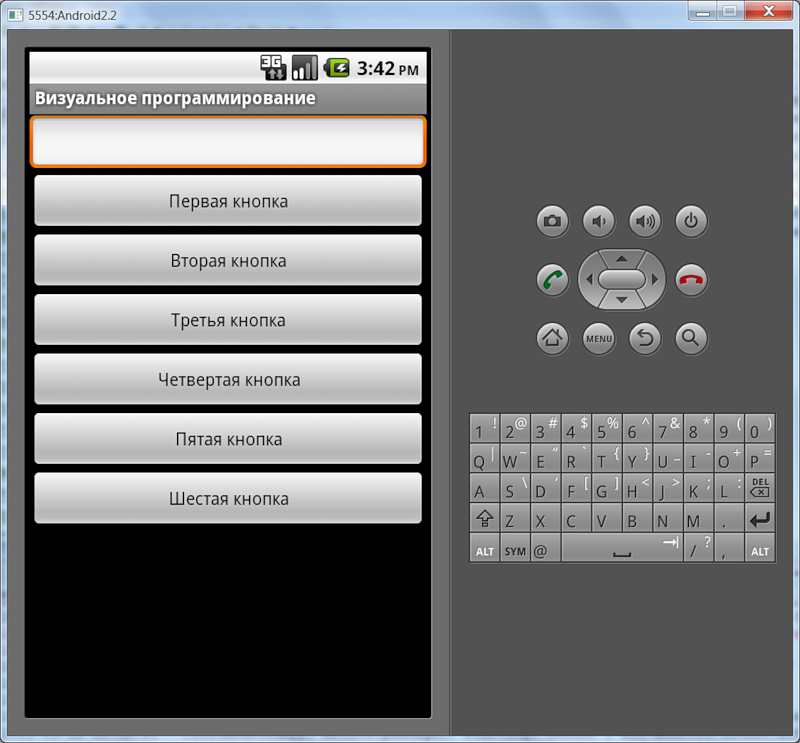 5554:Android2.2
3G 3:42 PM
Визуальное программирование
Первая кнопка
Вторая кнопка
Третья кнопка
Четвертая кнопка
Пятая кнопка
Шестая кнопка
MENU
1 ! 2 @ 3 # 4 $ 5 % 6 ^ 7 & 8 * 9 ( 0 )
Q | W ~ E “ R ` T { Y } U _ I - O + P =
A S \ D ‘ F [ G ] H < J > K ; L : DEL
Z X C V B N M .
ALT SYM @ / ? , ALT